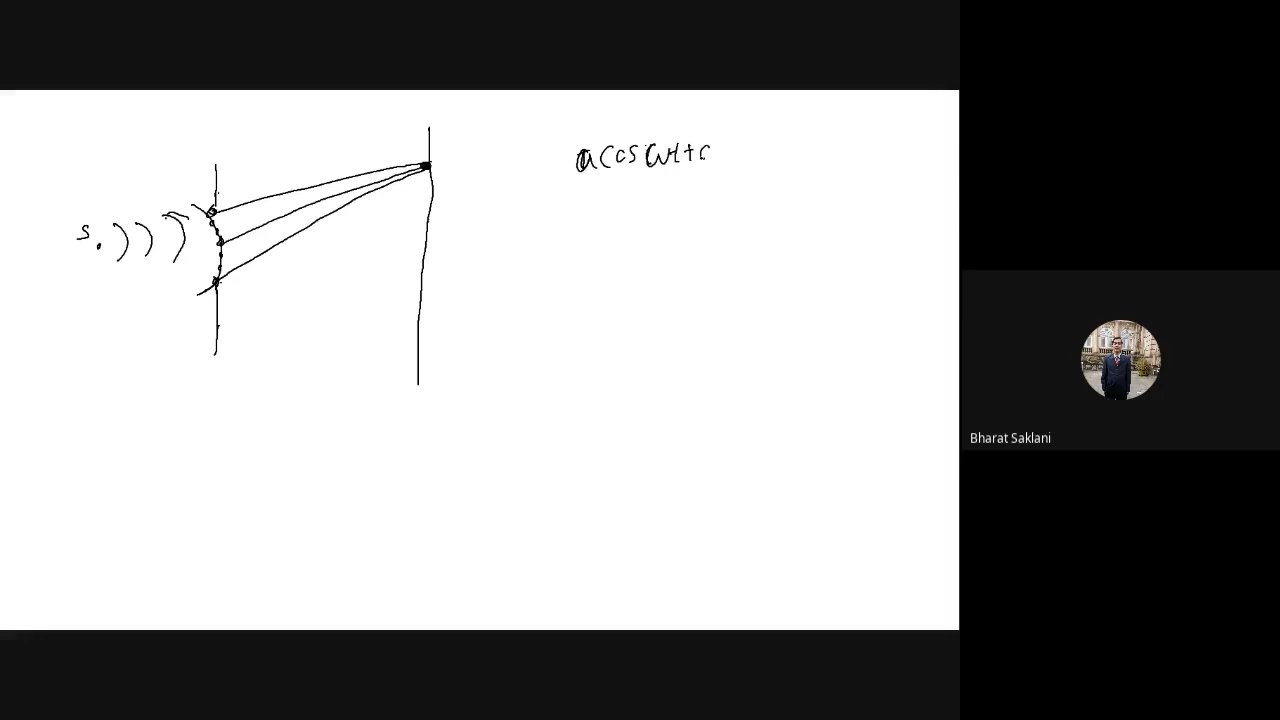 a cos ωt+c
S.
Bharat Saklani